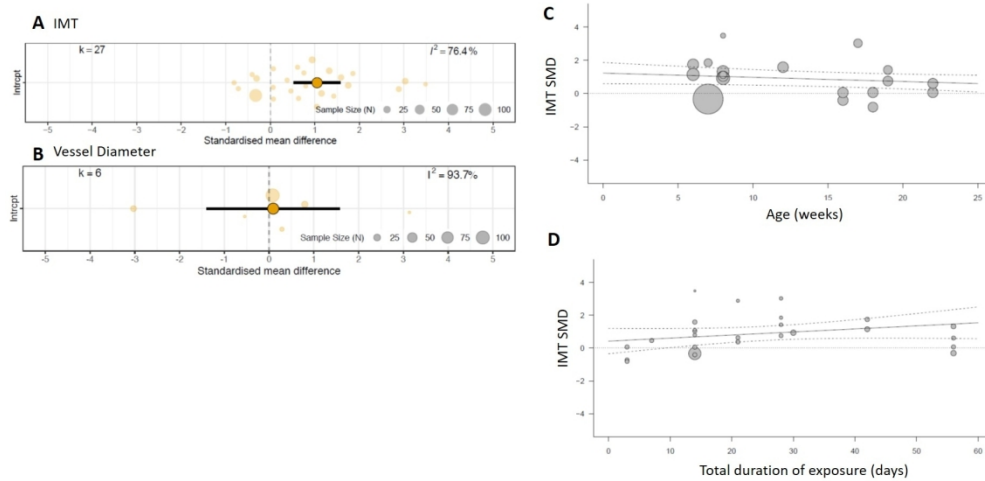 A IMT
k = 27
I² = 76.4%
Intrcpt
Sample Size (N) 25 50 75 100
-5 -4 -3 -2 -1 0 1 2 3 4 5
Standardised mean difference
B Vessel Diameter
k = 6
I² = 93.7%
Intrcpt
Sample Size (N) 25 50 75 100
-5 -4 -3 -2 -1 0 1 2 3 4 5
Standardised mean difference
C
IMT SMD
4
2
0
-2
-4
0 5 10 15 20 25
Age (weeks)
D
IMT SMD
4
2
0
-2
-4
0 10 20 30 40 50 60
Total duration of exposure (days)